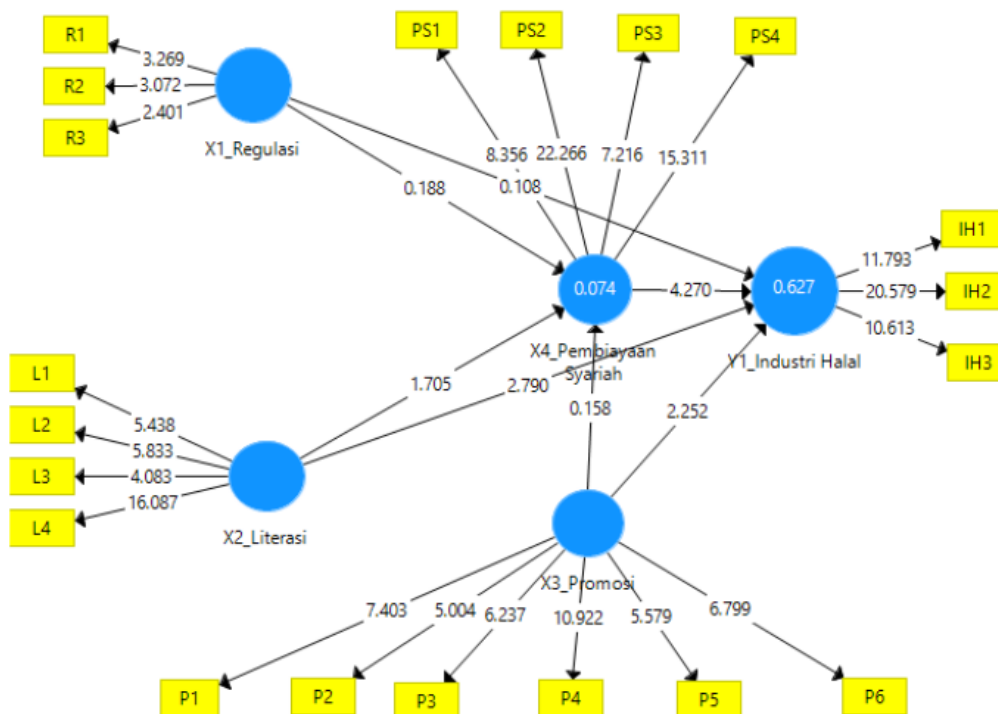 R1
R2
R3
3.269
3.072
2.401
X1_Regulasi
PS1
PS2
PS3
PS4
8.356
22.266
7.216
15.311
0.188
0.108
0.074
4.270
0.627
X4_Pembiayaan
Syariah
Y1_Industri Halal
11.793
20.579
10.613
IH1
IH2
IH3
L1
L2
L3
L4
5.438
5.833
4.083
16.087
X2_Literasi
1.705
2.790
0.158
2.252
X3_Promosi
7.403
5.004
6.237
10.922
5.579
6.799
P1
P2
P3
P4
P5
P6